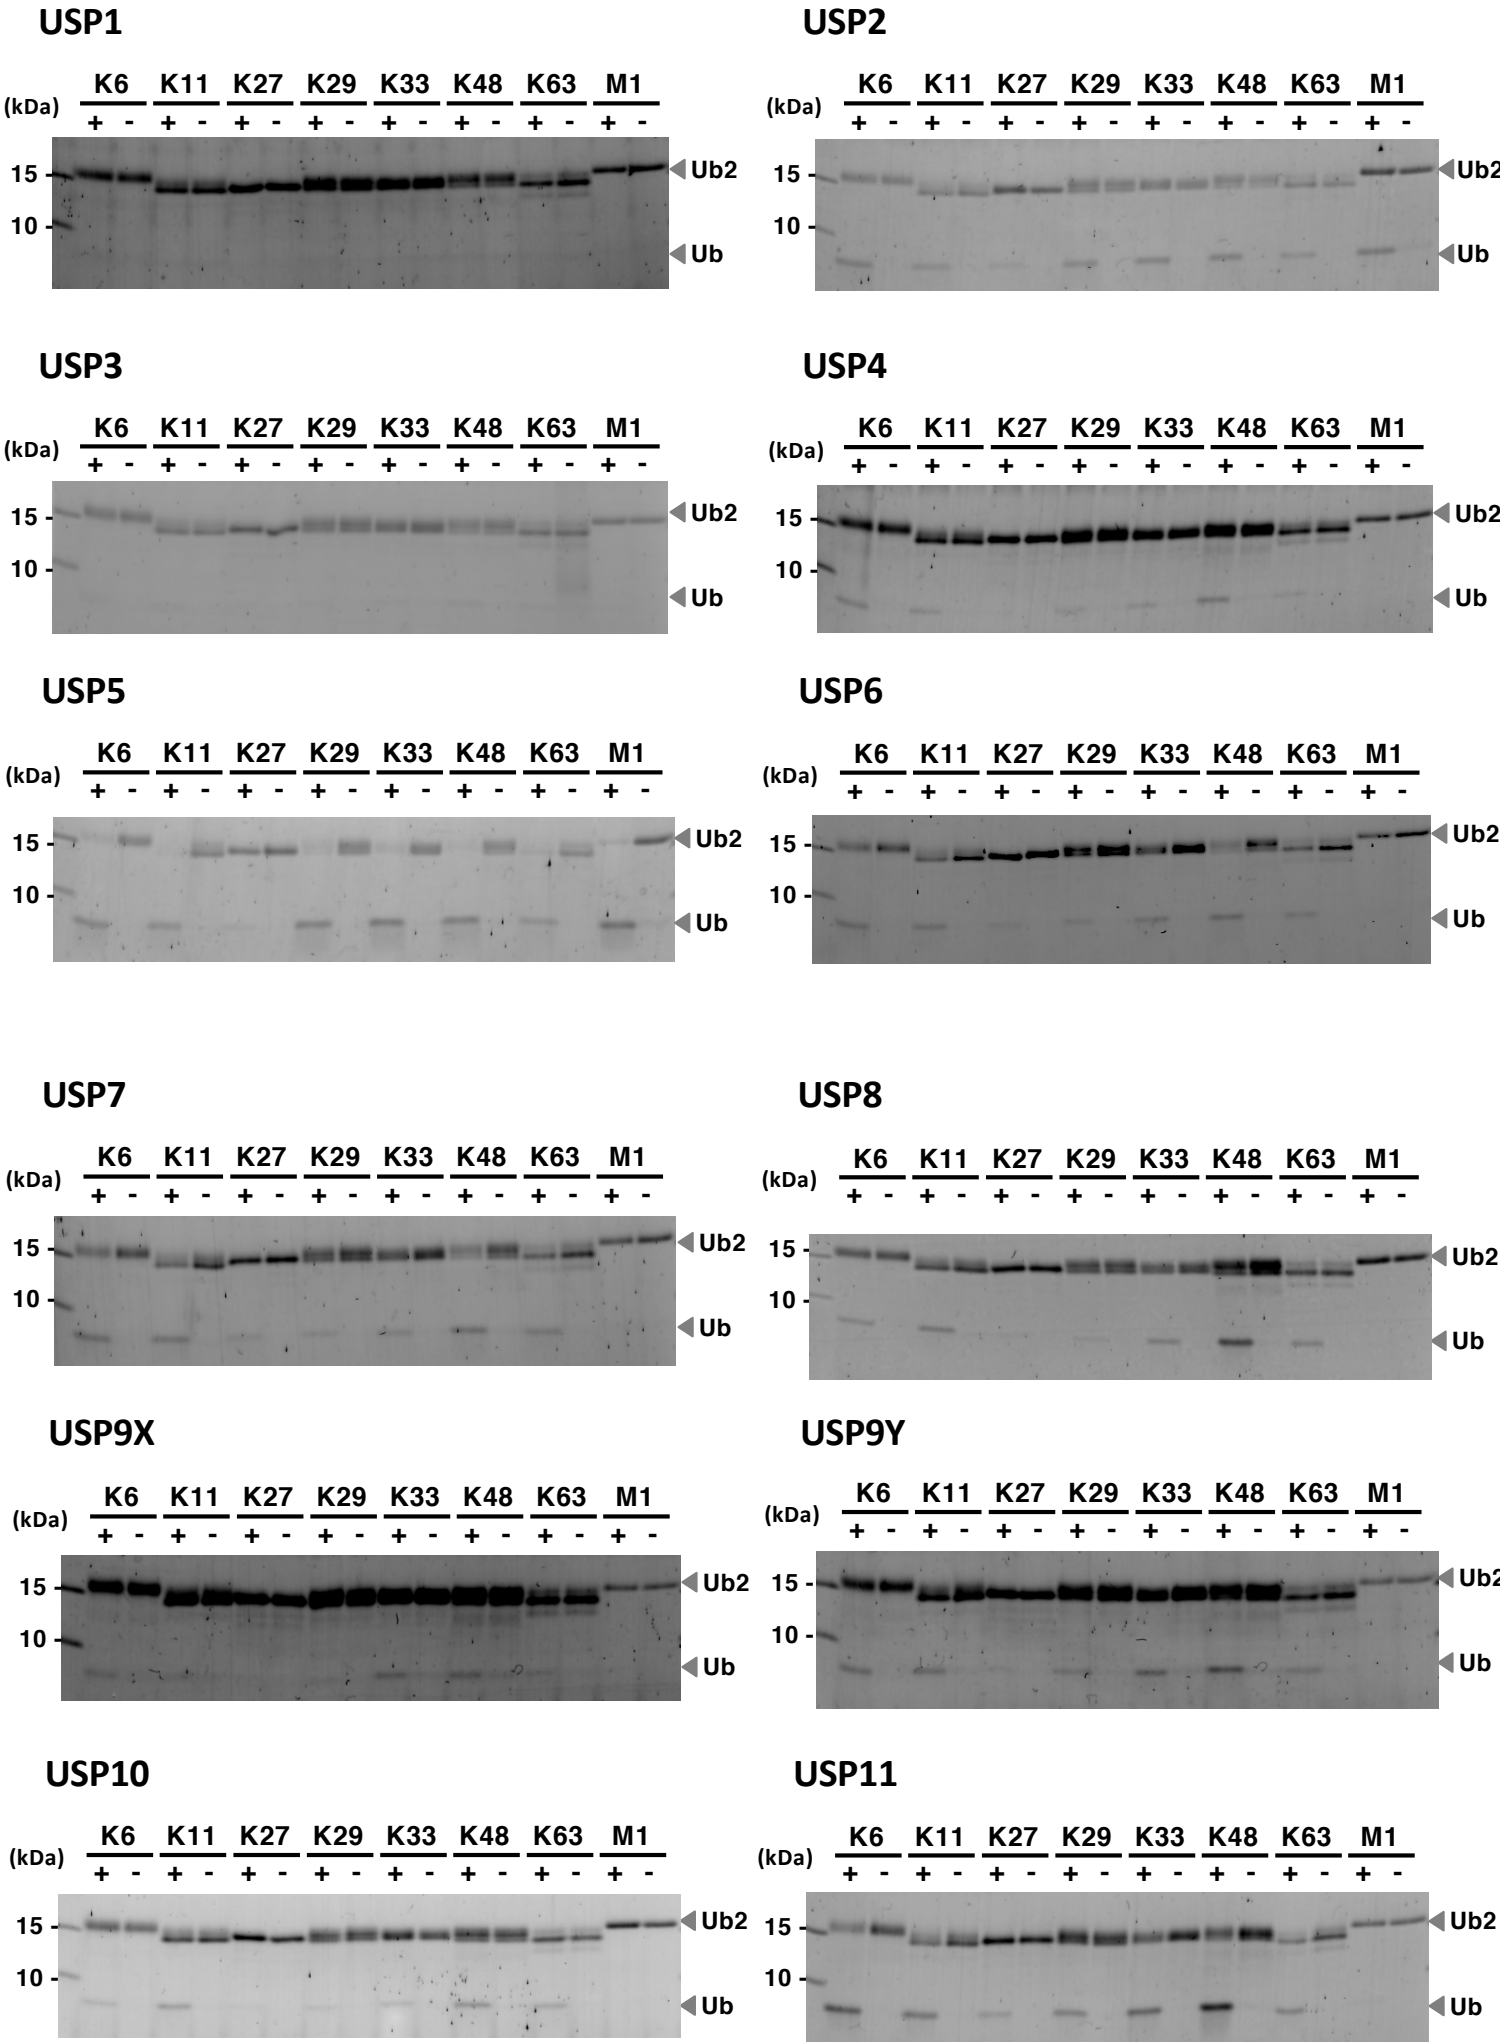 USP1 USP2
K6 K11 K27 K29 K33 K48 K63 M1 K6 K11 K27 K29 K33 K48 K63 M1
(kDa) (kDa)
+ - + - + - + - + - + - + - + - + - + - + - + - + - + - + - + -
15 - Ub2 15 - Ub2
10 - 10 -
Ub Ub
USP3 USP4
K6 K11 K27 K29 K33 K48 K63 M1 K6 K11 K27 K29 K33 K48 K63 M1
(kDa) (kDa)
+ - + - + - + - + - + - + - + - + - + - + - + - + - + - + - + -
15 - Ub2 15 - Ub2
10 - 10 -
Ub Ub
USP5 USP6
K6 K11 K27 K29 K33 K48 K63 M1 K6 K11 K27 K29 K33 K48 K63 M1
(kDa) (kDa)
+ - + - + - + - + - + - + - + - + - + - + - + - + - + - + - + -
15 - Ub2 15 - Ub2
10 - 10 -
Ub Ub
USP7 USP8
K6 K11 K27 K29 K33 K48 K63 M1 K6 K11 K27 K29 K33 K48 K63 M1
(kDa) (kDa)
+ - + - + - + - + - + - + - + - + - + - + - + - + - + - + - + -
15 - Ub2 15 - Ub2
10 - 10 -
Ub Ub
USP9X USP9Y
K6 K11 K27 K29 K33 K48 K63 M1 K6 K11 K27 K29 K33 K48 K63 M1
(kDa) (kDa)
+ - + - + - + - + - + - + - + - + - + - + - + - + - + - + - + -
15 - Ub2 15 - Ub2
10 - 10 -
Ub Ub
USP10 USP11
K6 K11 K27 K29 K33 K48 K63 M1 K6 K11 K27 K29 K33 K48 K63 M1
(kDa) (kDa)
+ - + - + - + - + - + - + - + - + - + - + - + - + - + - + - + -
15 - Ub2 15 - Ub2
10 - 10 -
Ub Ub